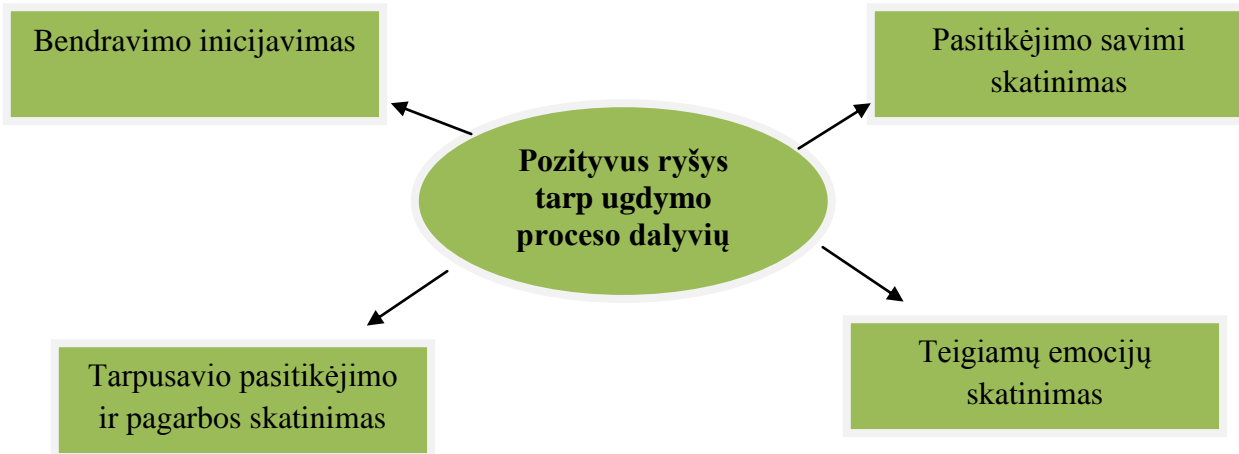 Bendravimo inicijavimas
Pasitikėjimo savimi
skatinimas
Pozityvus ryšys
tarp ugdymo
proceso dalyvių
Tarpusavio pasitikėjimo
ir pagarbos skatinimas
Teigiamų emocijų
skatinimas